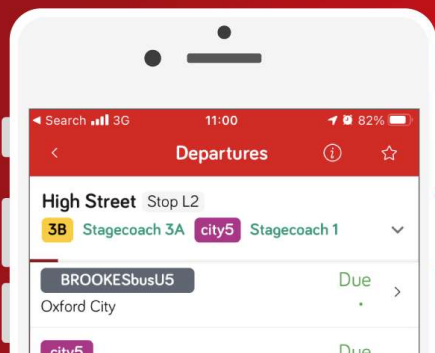 Search 3G 11:00 82%
Departures
High Street Stop L2
3B Stagecoach 3A city5 Stagecoach 1
BROOKESbusU5 Due
Oxford City
city5 Due